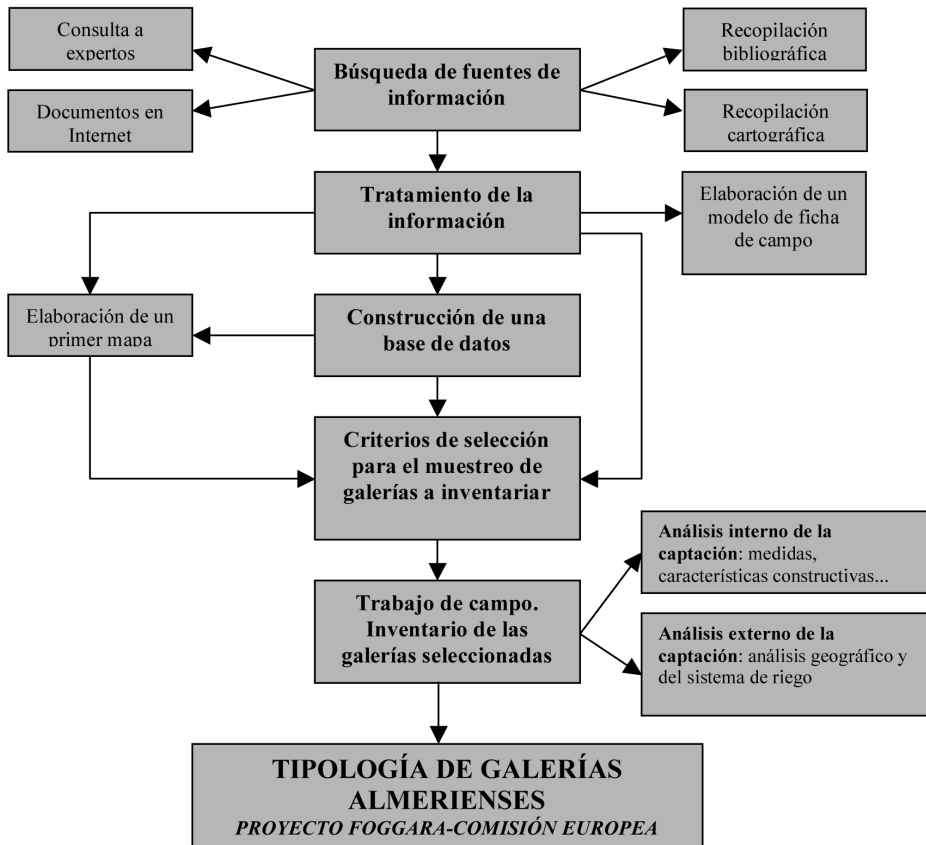 Consulta a
expertos
Documentos en
Internet
Búsqueda de fuentes de
información
Recopilación
bibliográfica
Recopilación
cartográfica
Tratamiento de la
información
Elaboración de un
modelo de ficha
de campo
Elaboración de un
primer mapa
Construcción de una
base de datos
Criterios de selección
para el muestreo de
galerías a inventariar
Trabajo de campo.
Inventario de las
galerías seleccionadas
Análisis interno de la
captación: medidas,
características constructivas...
Análisis externo de la
captación: análisis geográfico y
del sistema de riego
TIPOLOGÍA DE GALERÍAS
ALMERIENSES
PROYECTO FOGGARA-COMISIÓN EUROPEA